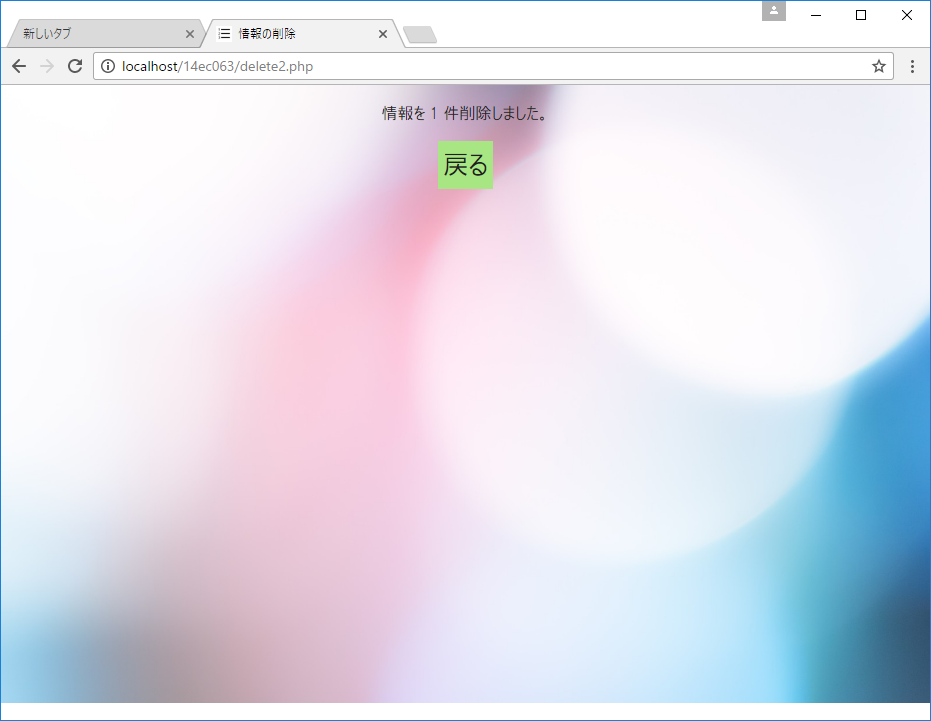 新しいタブ
情報の削除
localhost/14ec063/delete2.php
情報を 1 件削除しました。
戻る